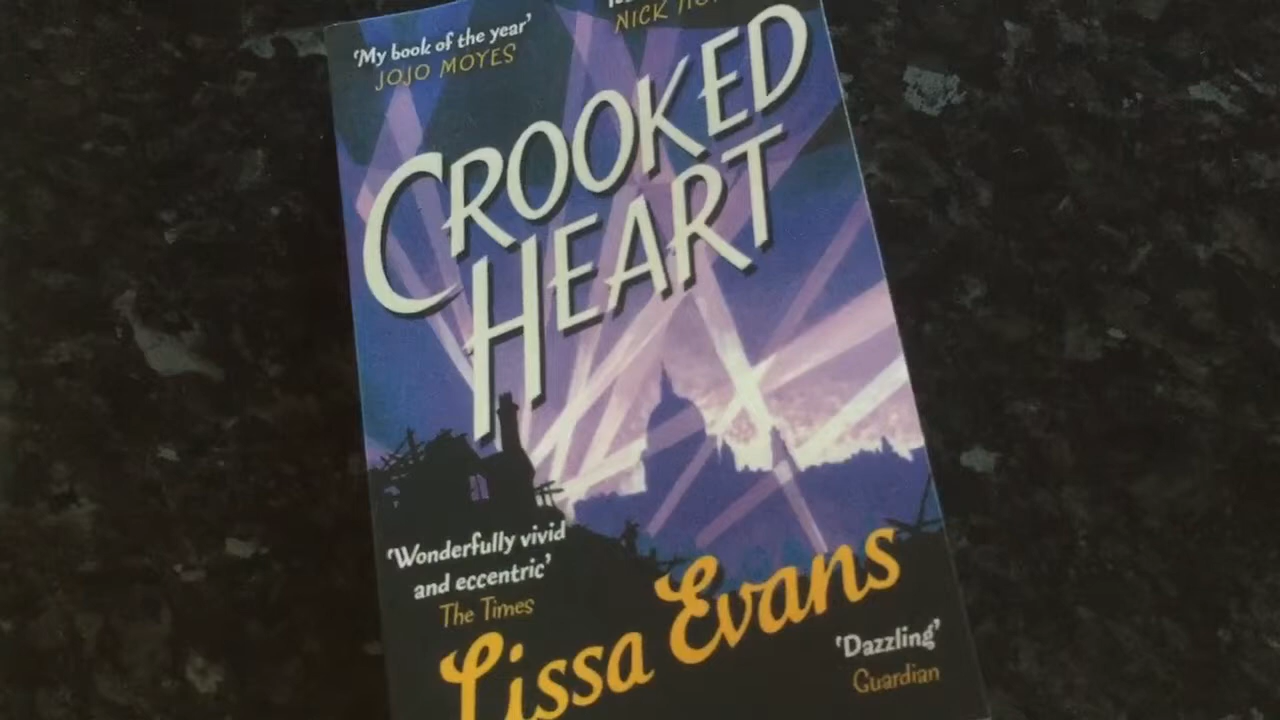 ‘My book of the year’
JOJO MOYES
NICK
CROOKED
HEART
‘Wonderfully vivid
and eccentric’
The Times
Lissa Evans
‘Dazzling’
Guardian